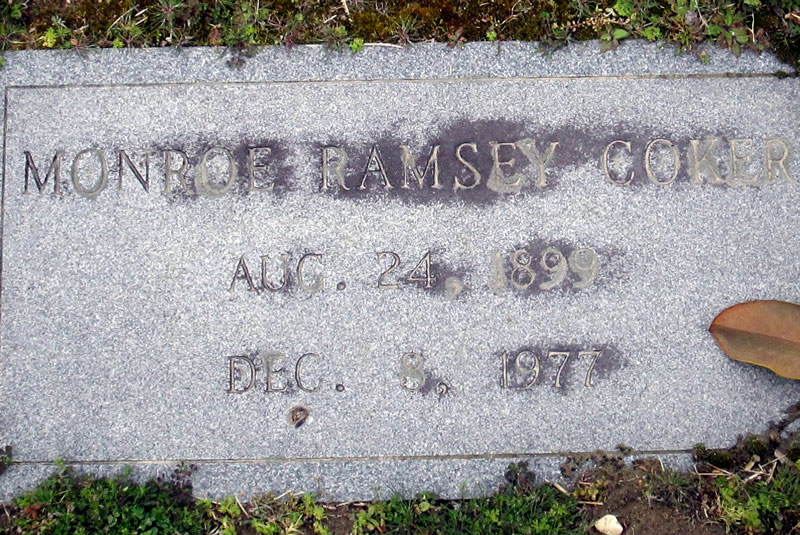 MONROE RAMSEY COKER
AUG. 24, 1899
DEC. 8, 1977